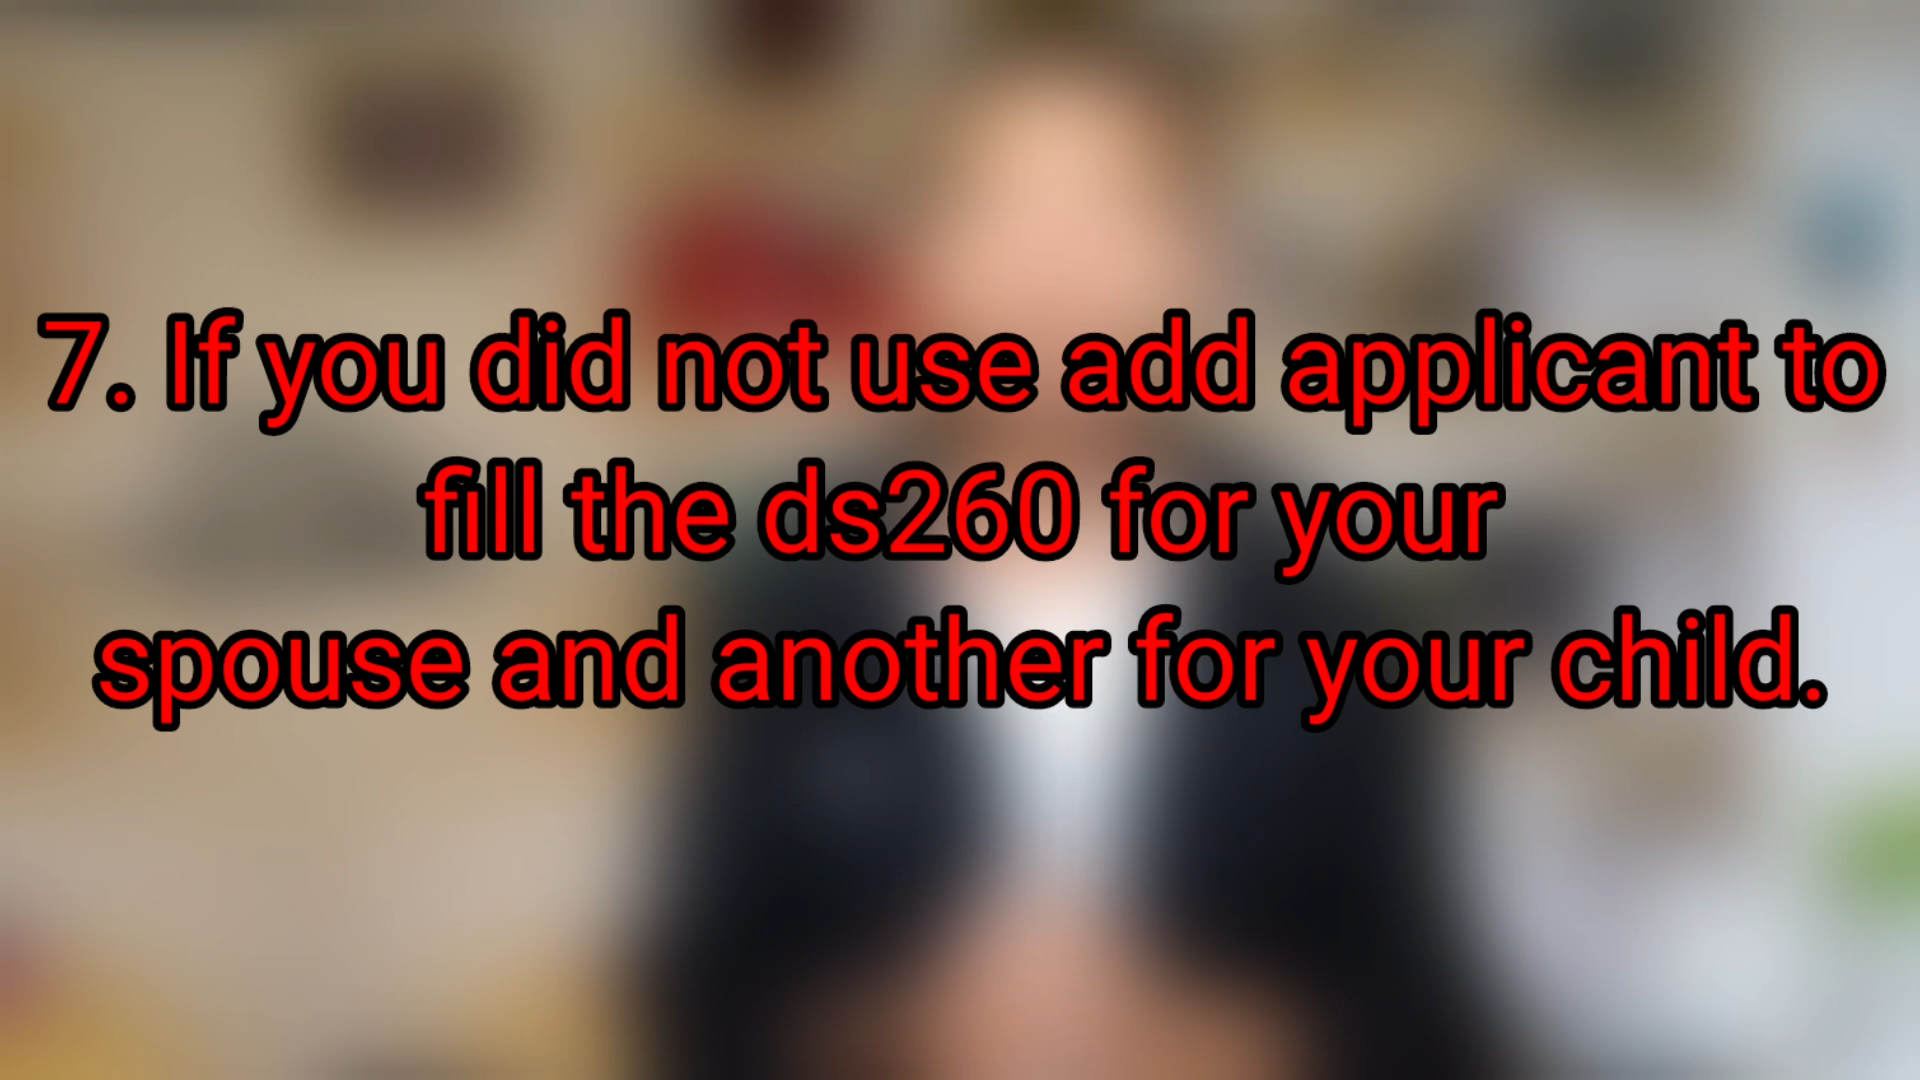 7. If you did not use add applicant to
fill the ds260 for your
spouse and another for your child.